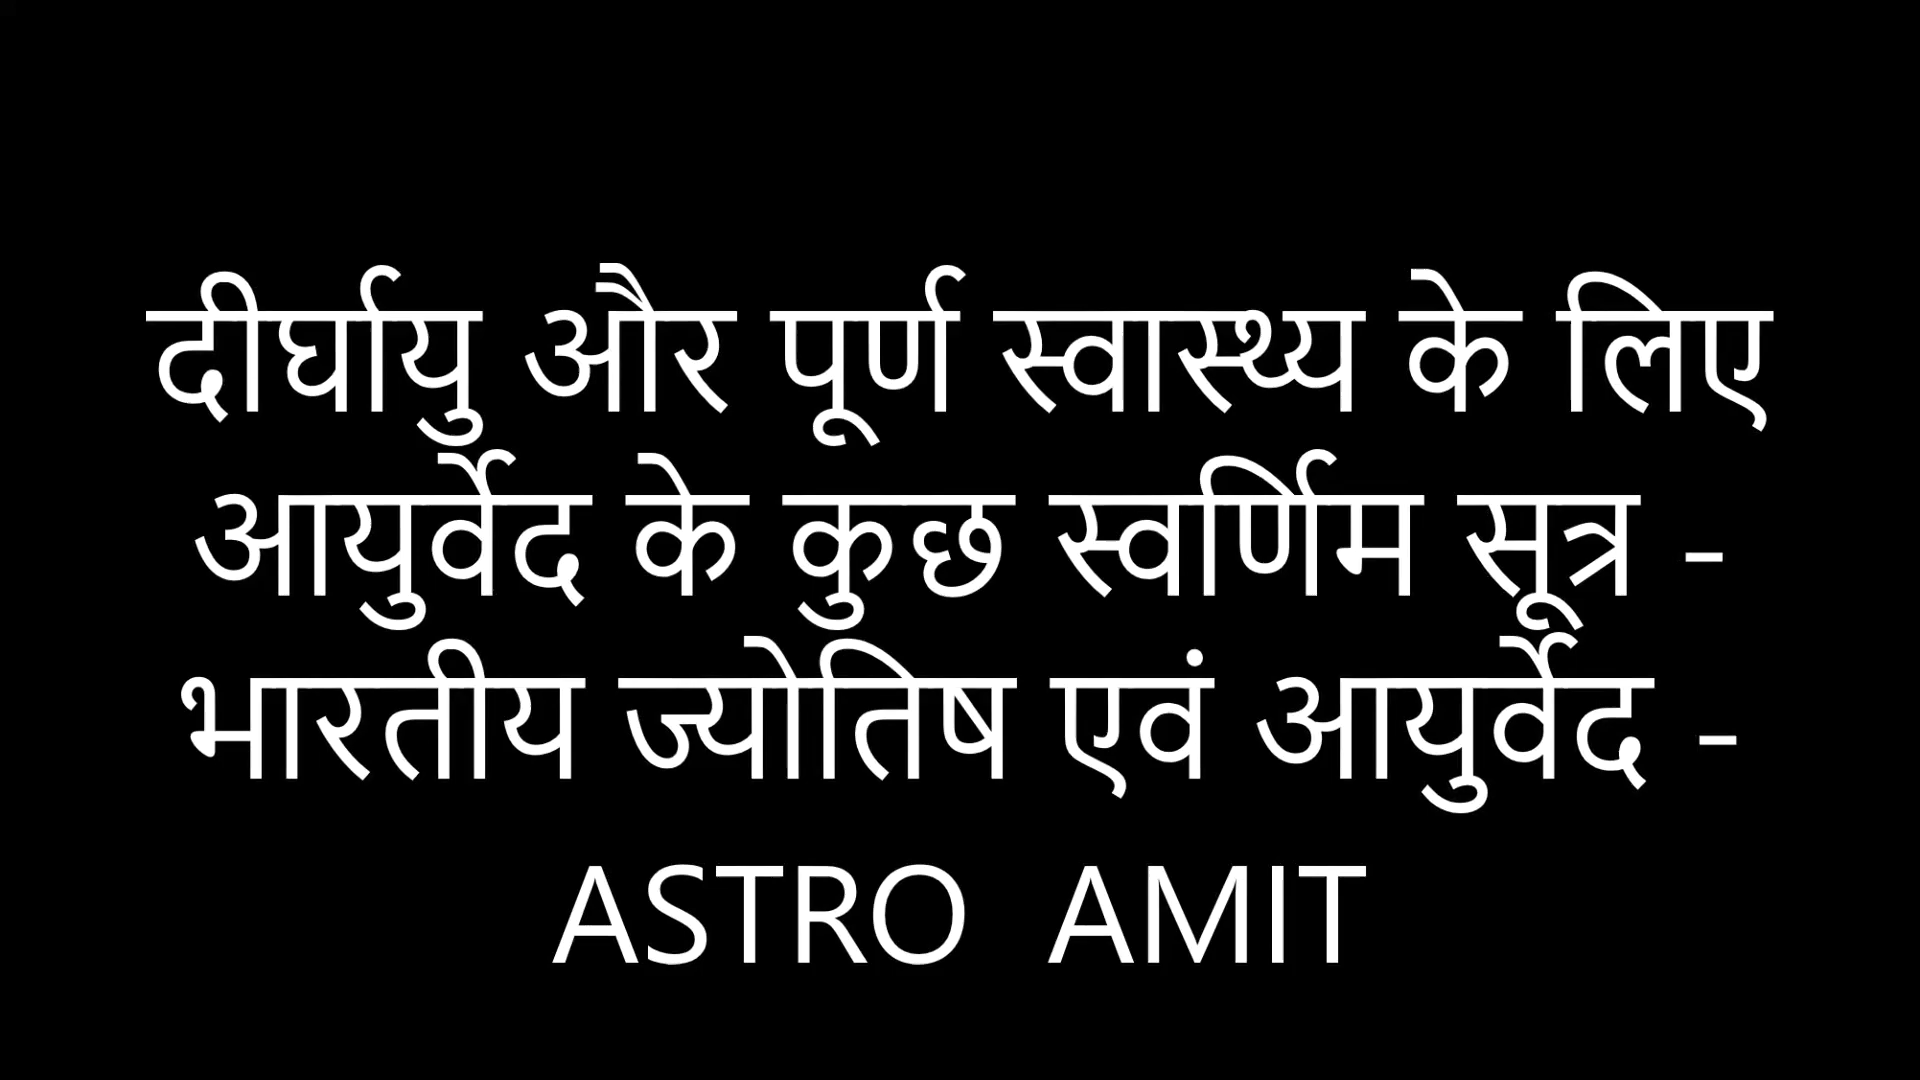 दीर्घायु और पूर्ण स्वास्थ्य के लिए
आयुर्वेद के कुछ स्वर्णिम सूत्र -
भारतीय ज्योतिष एवं आयुर्वेद -
ASTRO  AMIT